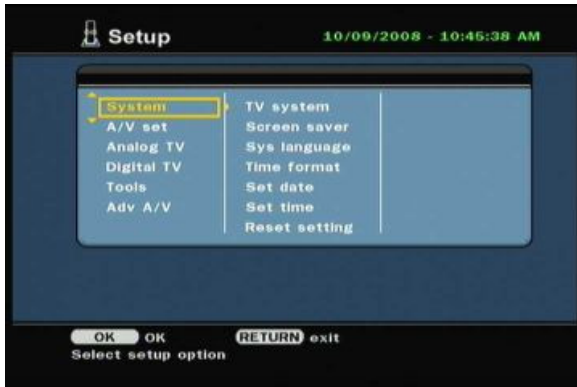 Setup 10/09/2008 - 10:45:38 AM
System TV system
A/V set Screen saver
Analog TV Sys language
Digital TV Time format
Tools Set date
Adv A/V Set time
Reset setting
OK OK RETURN exit
Select setup option